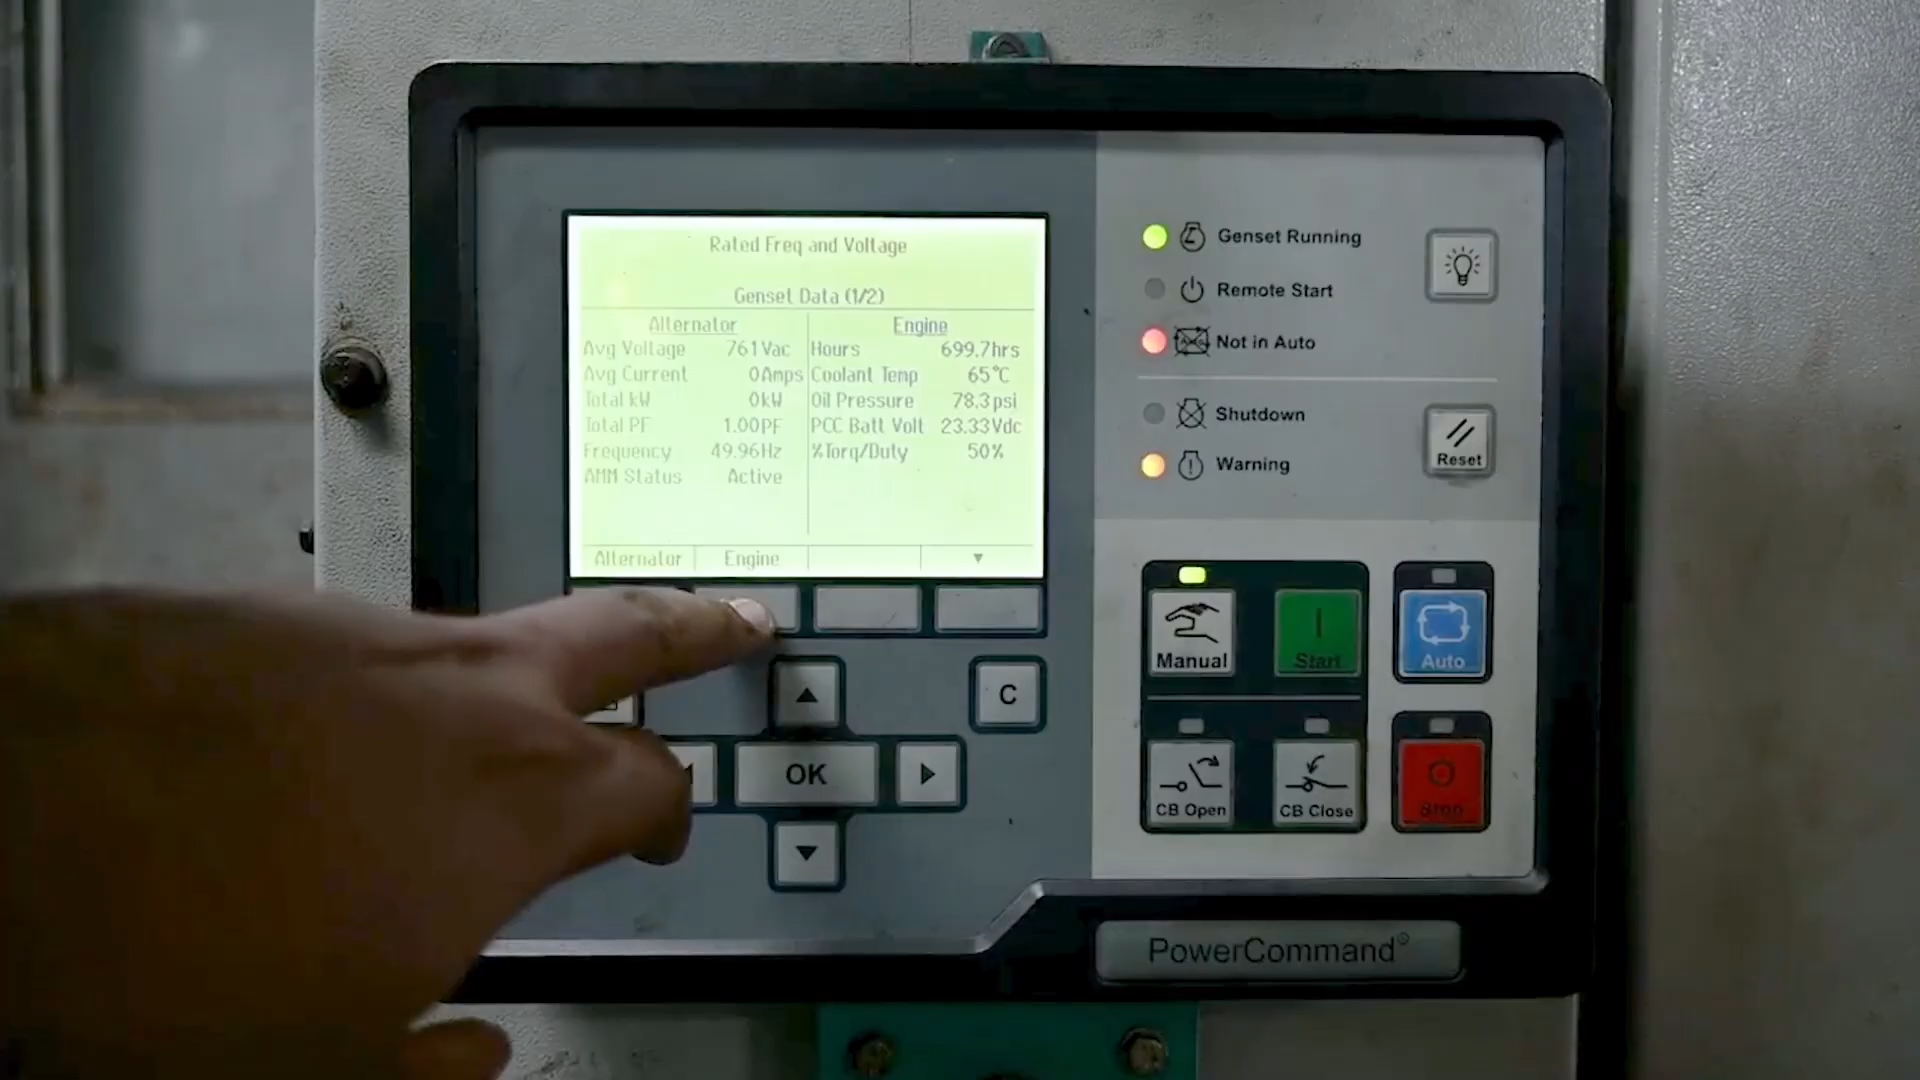 Rated Freq and Voltage
Genset Data (1/2)
Alternator
Avg Voltage 761Vac
Avg Current 0Amps
Total kW 0kW
Total PF 1.00PF
Frequency 49.96Hz
AMM Status Active
Engine
Hours 699.7hrs
Coolant Temp 65°C
Oil Pressure 78.3psi
PCC Batt Volt 23.33Vdc
%Torq/Duty 50%
Alternator Engine ▼
▲
C
◀ OK ▶
▼
Genset Running
Remote Start
Not in Auto
Shutdown
Warning
Reset
Manual
Start
Auto
CB Open
CB Close
Stop
PowerCommand®